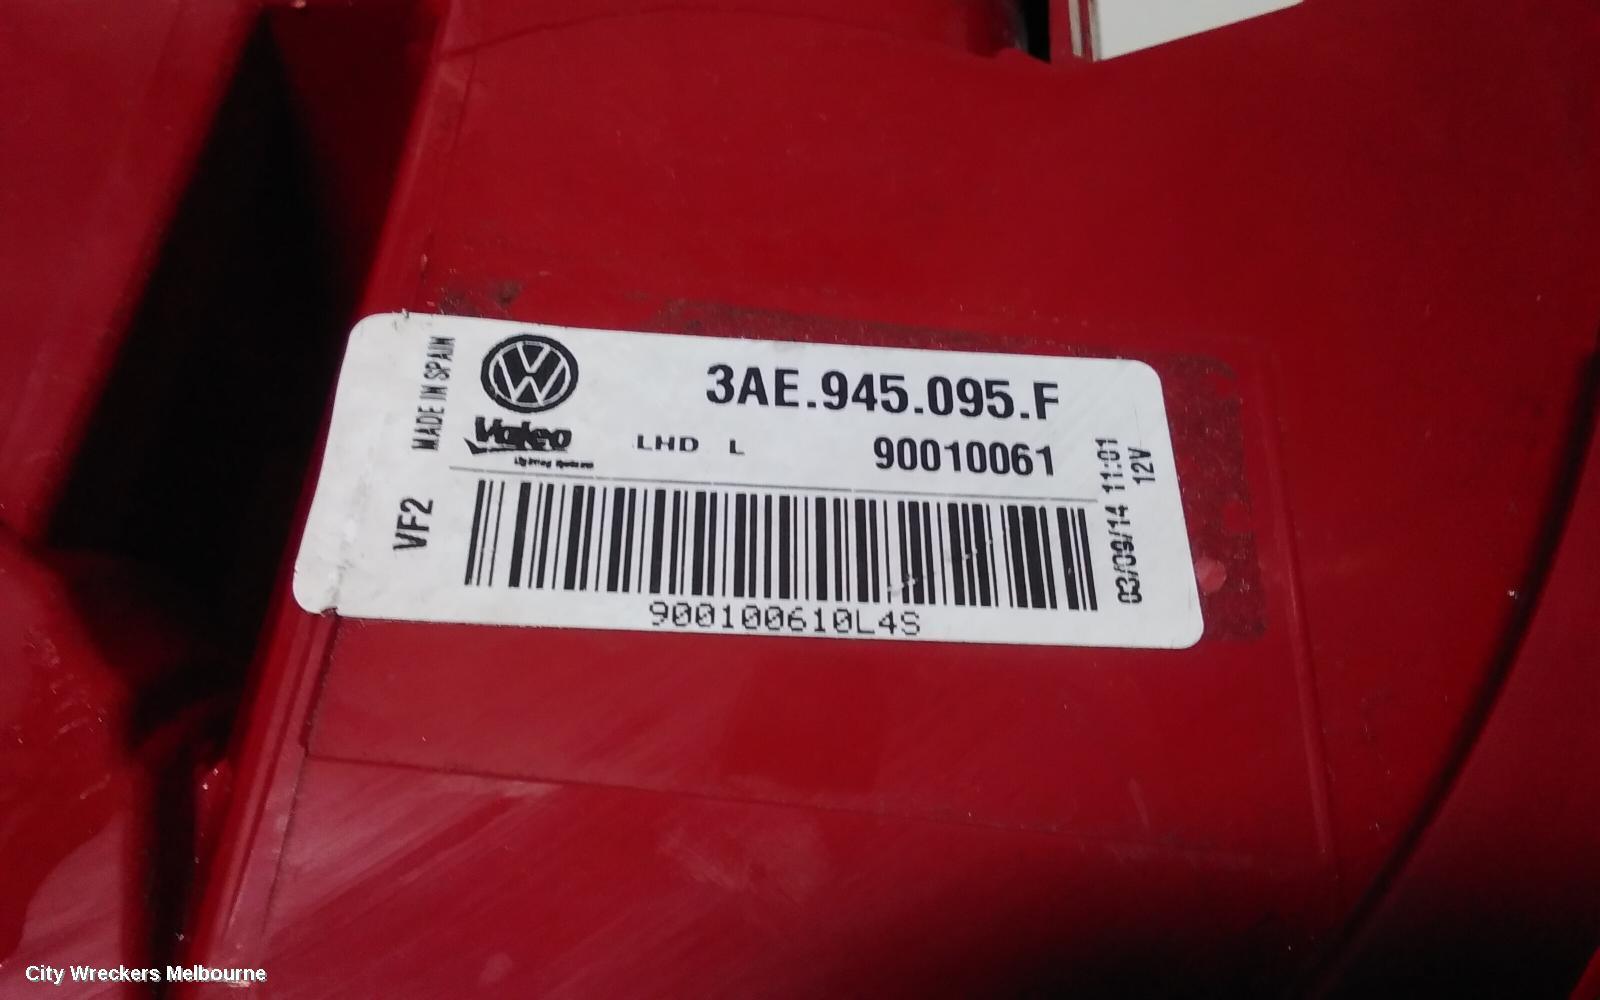 MADE IN SPAIN
3AE.945.095.F
Valeo
LHD L
90010061
VF2
03/09/14 11:01
12V
900100610L4S
City Wreckers Melbourne